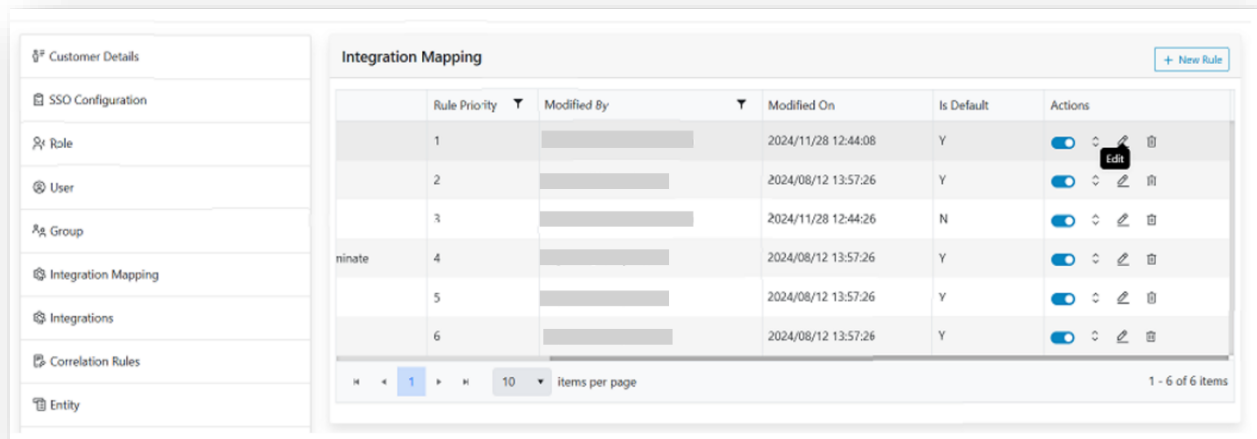 Customer Details
SSO Configuration
Role
User
Group
Integration Mapping
Integrations
Correlation Rules
Entity
Integration Mapping
+ New Rule
Rule Priority Modified By Modified On Is Default Actions
1 2024/11/28 12:44:08 Y
Edit
2 2024/08/12 13:57:26 Y
3 2024/11/28 12:44:26 N
minate 4 2024/08/12 13:57:26 Y
5 2024/08/12 13:57:26 Y
6 2024/08/12 13:57:26 Y
1 10 items per page 1 - 6 of 6 items